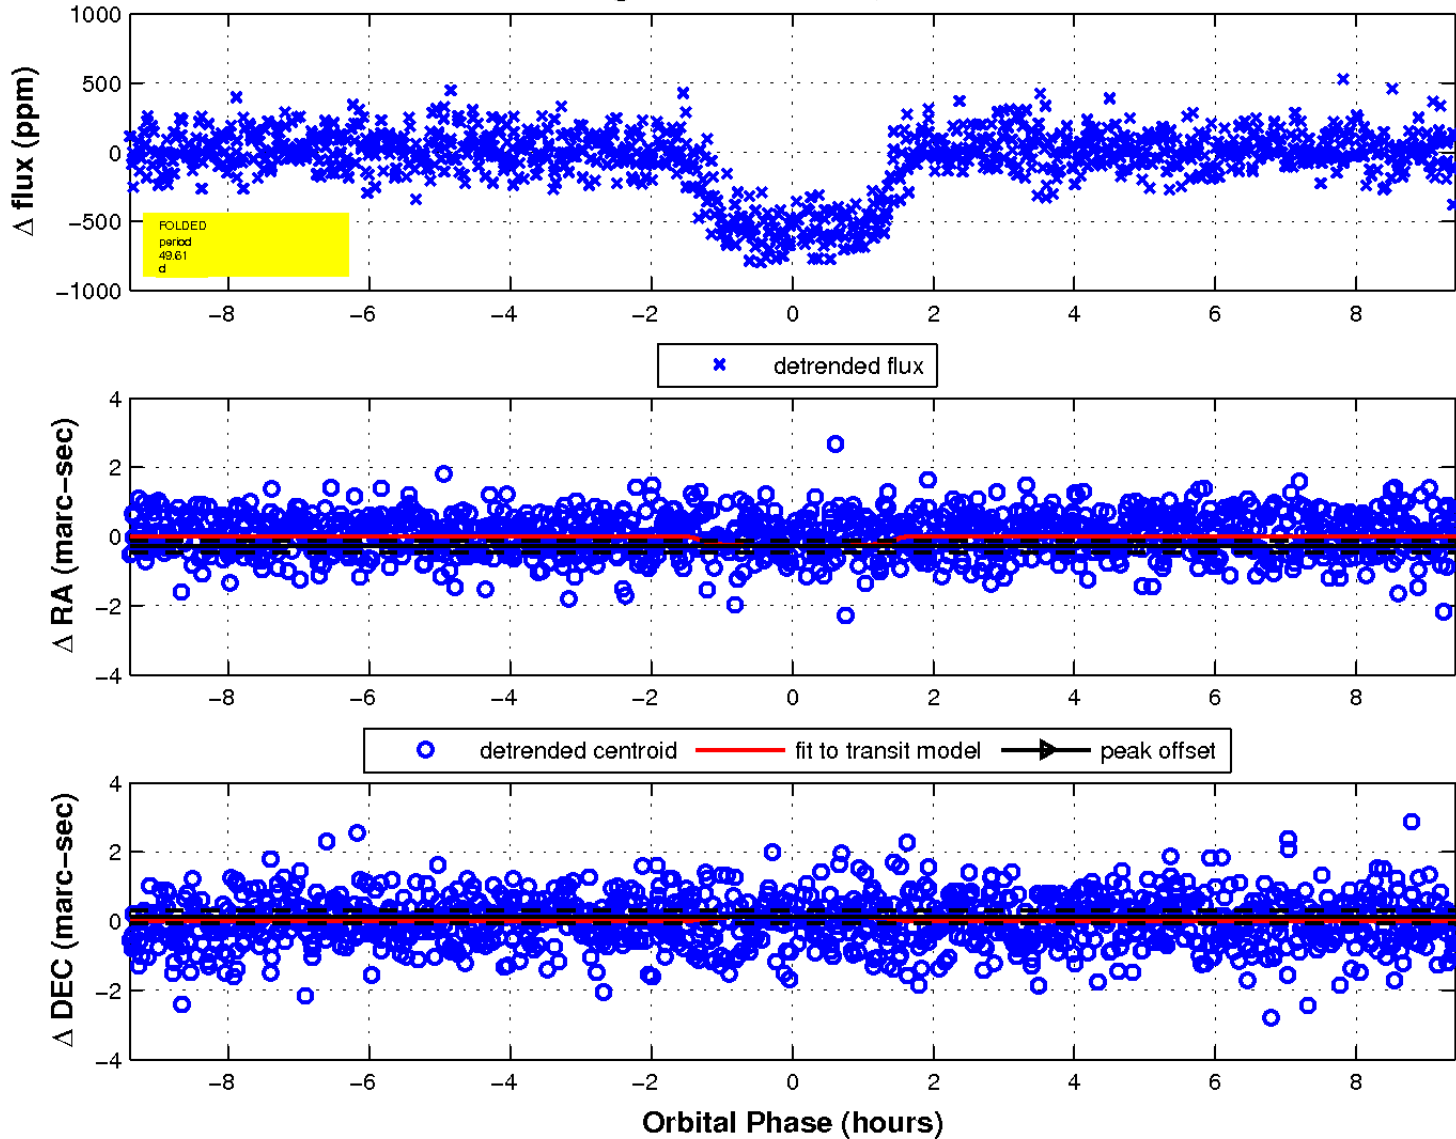 1000
500
0
−500
−1000
Δ flux (ppm)
FOLDED
period
49.61
d
−8 −6 −4 −2 0 2 4 6 8
detrended flux
4
2
0
−2
−4
Δ RA (marc−sec)
−8 −6 −4 −2 0 2 4 6 8
detrended centroid fit to transit model peak offset
4
2
0
−2
−4
Δ DEC (marc−sec)
−8 −6 −4 −2 0 2 4 6 8
Orbital Phase (hours)